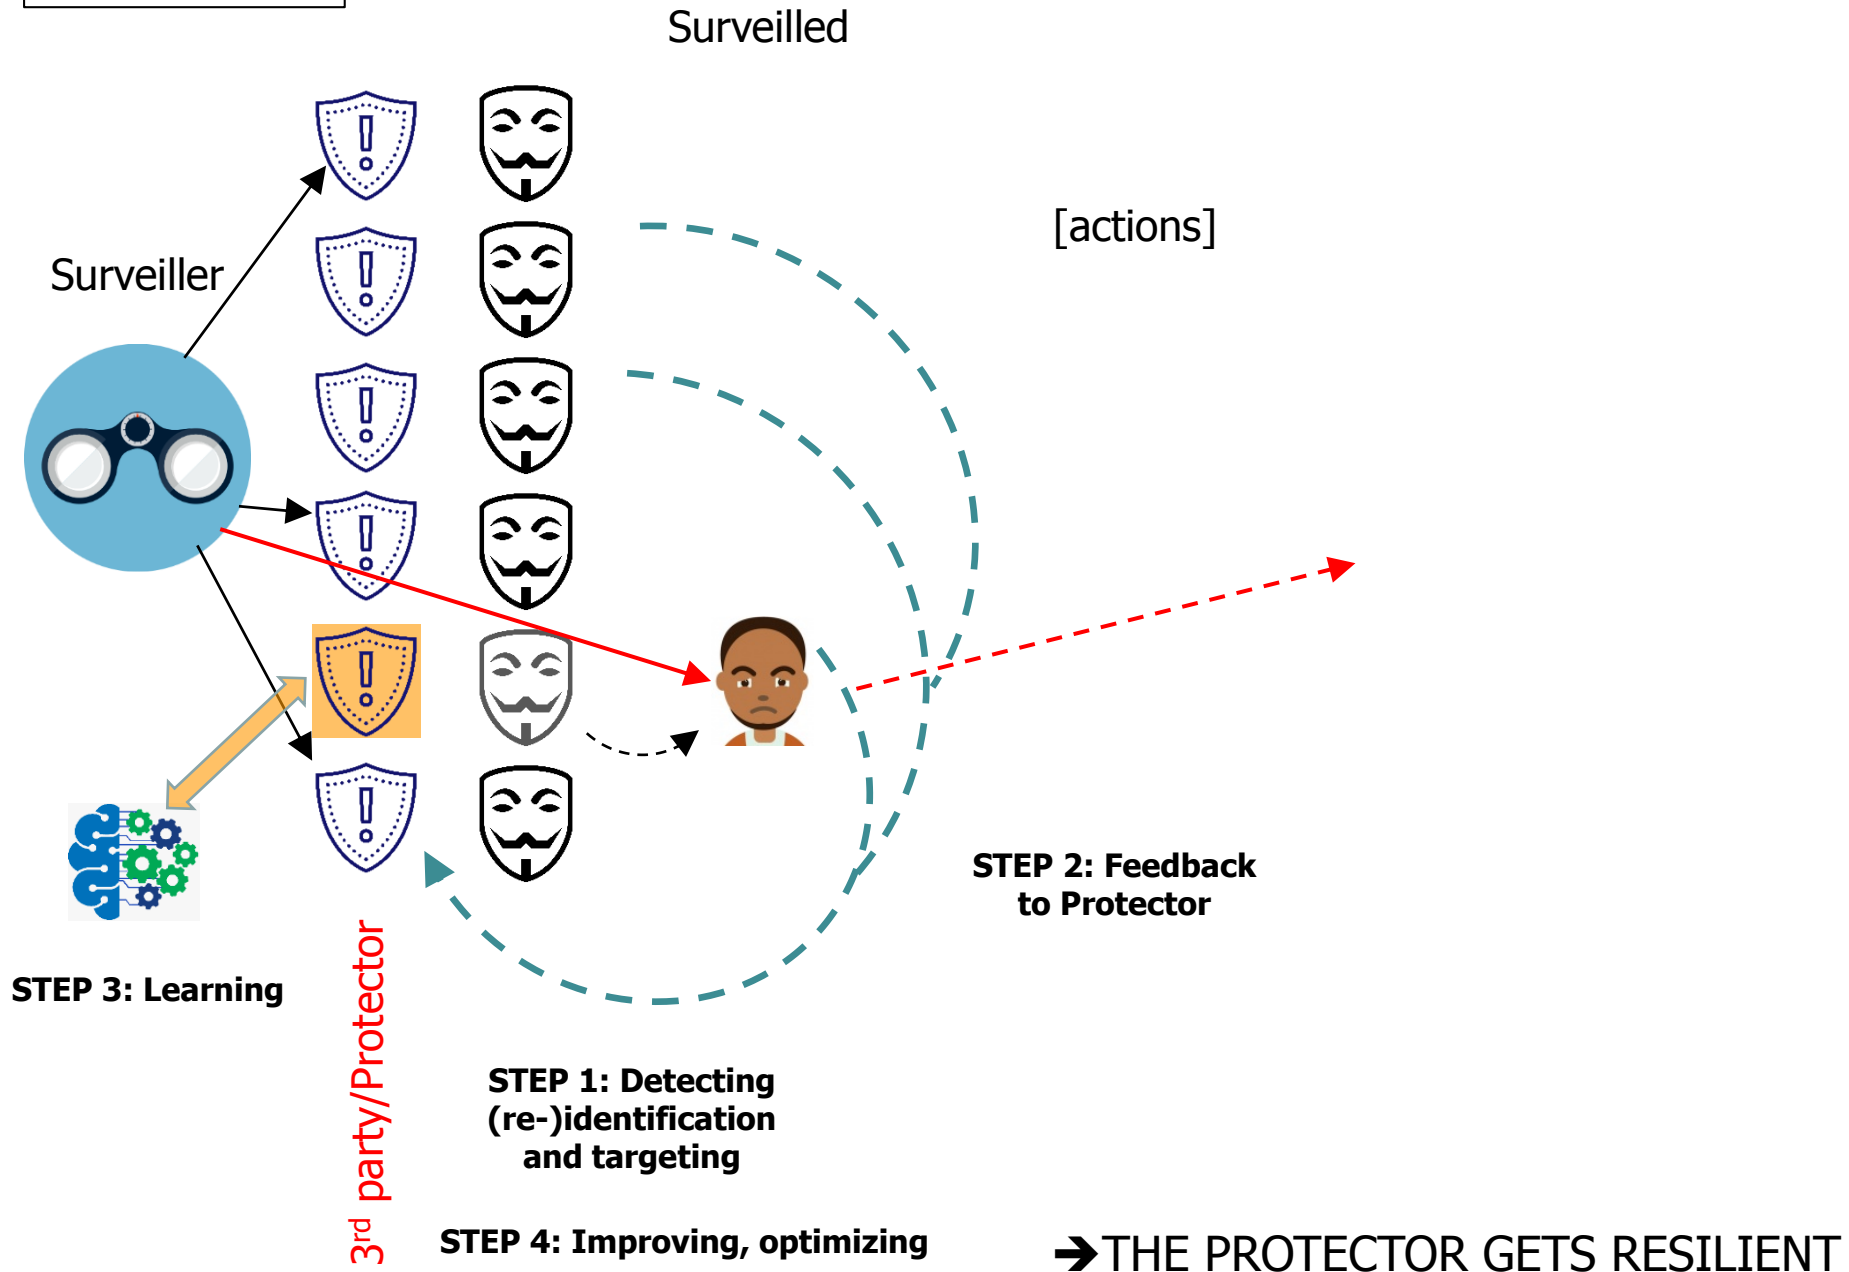 Surveilled
[actions]
Surveiller
STEP 2: Feedback
to Protector
STEP 3: Learning
3rd party/Protector
STEP 1: Detecting
(re-)identification
and targeting
STEP 4: Improving, optimizing
➔THE PROTECTOR GETS RESILIENT